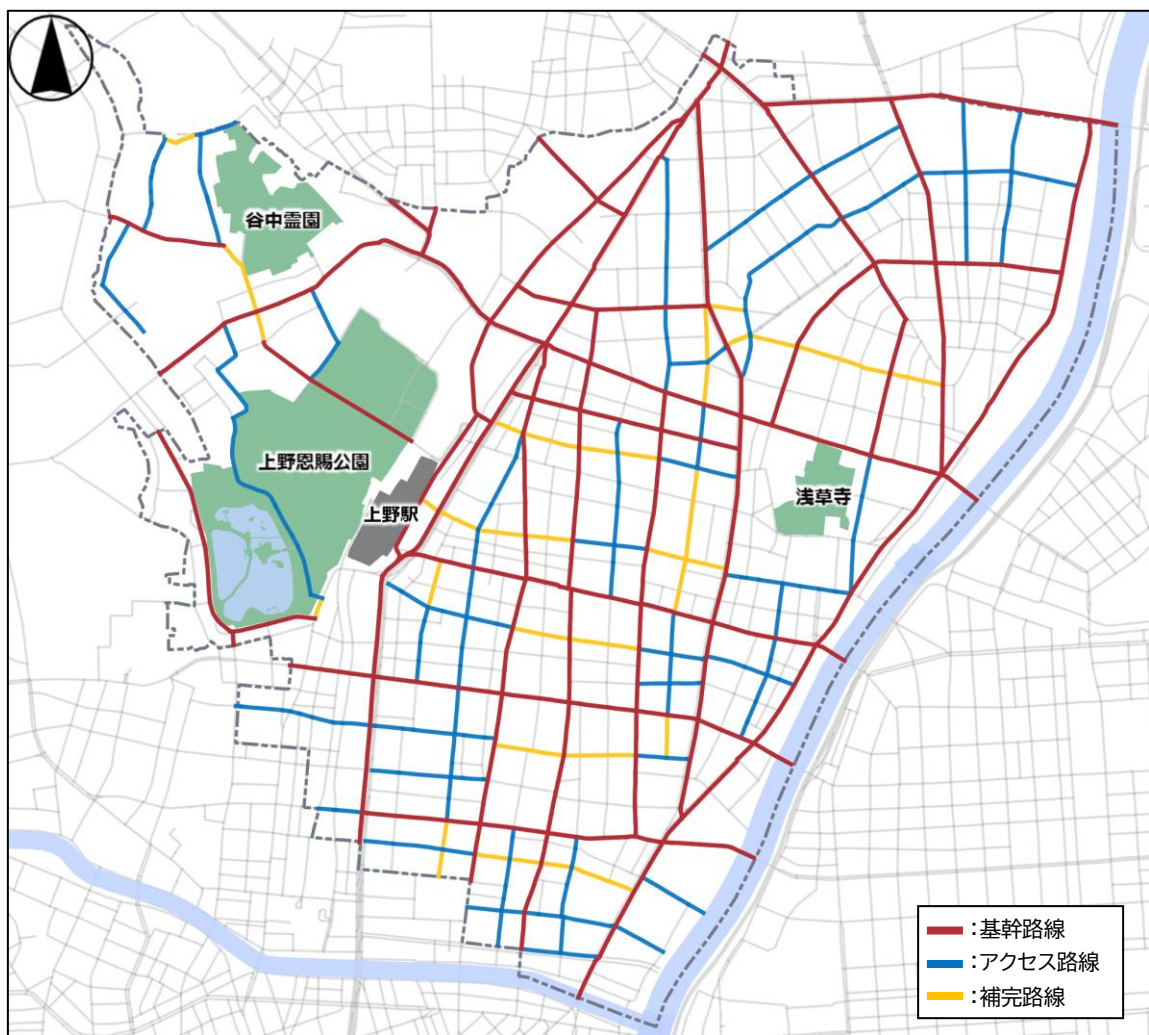 谷中霊園
上野恩賜公園
上野駅
浅草寺
：基幹路線
：アクセス路線
：補完路線